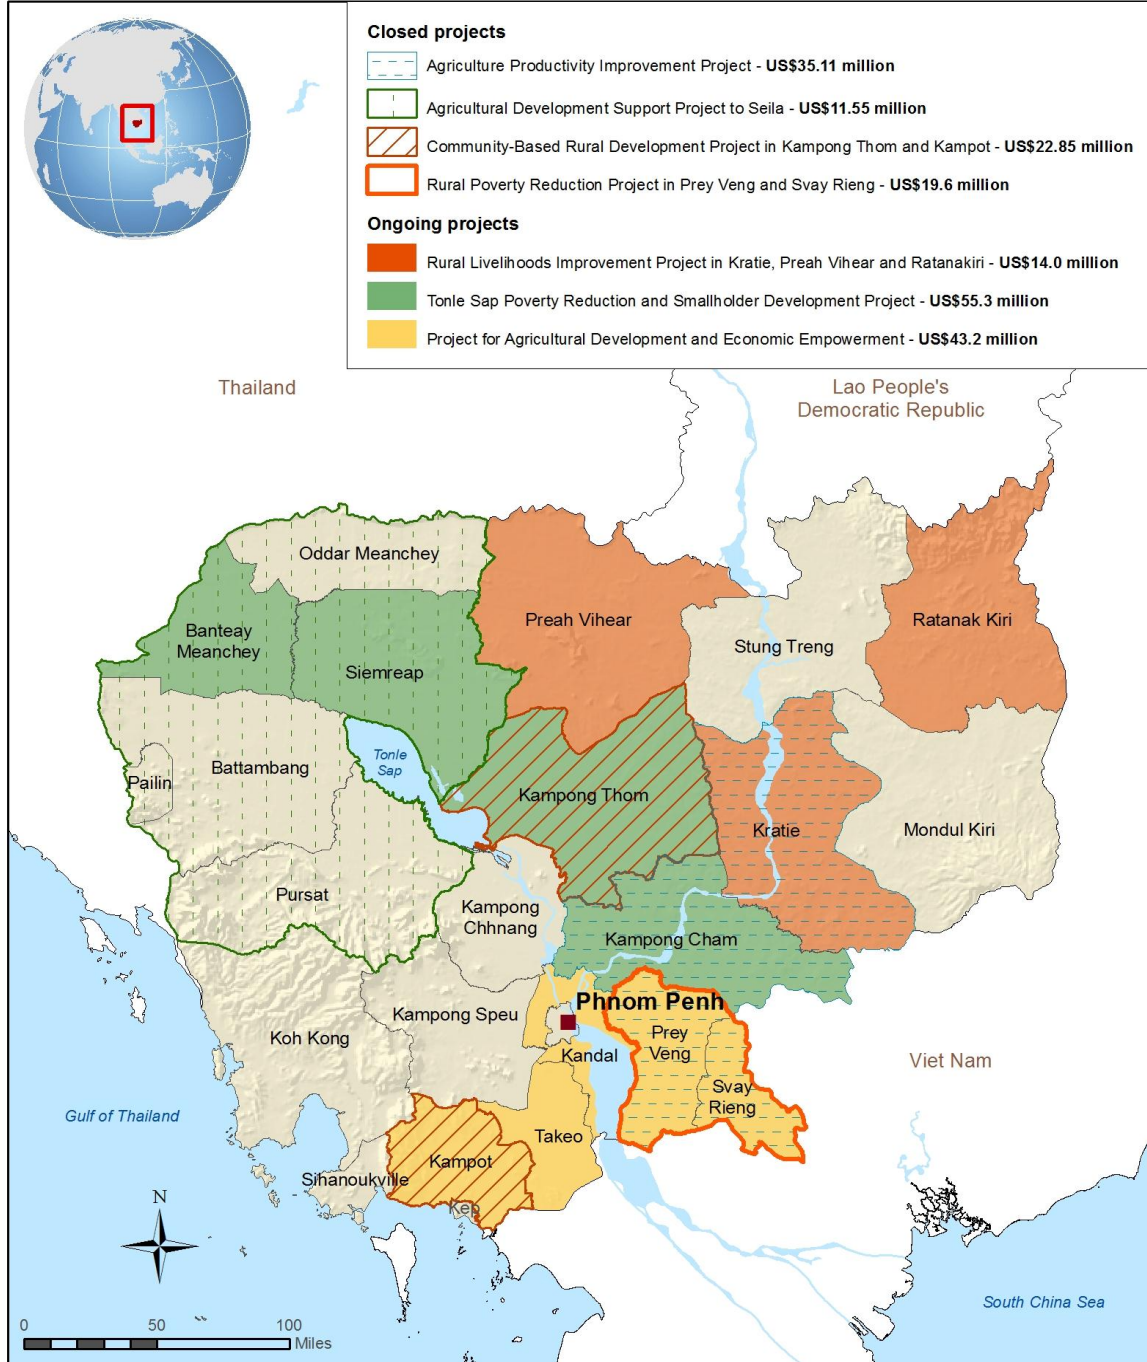 Closed projects
Agriculture Productivity Improvement Project - US$35.11 million
Agricultural Development Support Project to Seila - US$11.55 million
Community-Based Rural Development Project in Kampong Thom and Kampot - US$22.85 million
Rural Poverty Reduction Project in Prey Veng and Svay Rieng - US$19.6 million
Ongoing projects
Rural Livelihoods Improvement Project in Kratie, Preah Vihear and Ratanakiri - US$14.0 million
Tonle Sap Poverty Reduction and Smallholder Development Project - US$55.3 million
Project for Agricultural Development and Economic Empowerment - US$43.2 million
Thailand
Lao People's
Democratic Republic
Oddar Meanchey
Banteay
Meanchey
Siemreap
Preah Vihear
Stung Treng
Ratanak Kiri
Tonle
Sap
Pailin
Battambang
Kampong Thom
Kratie
Mondul Kiri
Pursat
Kampong
Chhnang
Kampong Cham
Phnom Penh
Kampong Speu
Koh Kong
Prey
Veng
Kandal
Svay
Rieng
Viet Nam
Gulf of Thailand
Takeo
Kampot
Sihanoukville
Kep
N
South China Sea
0 50 100
Miles